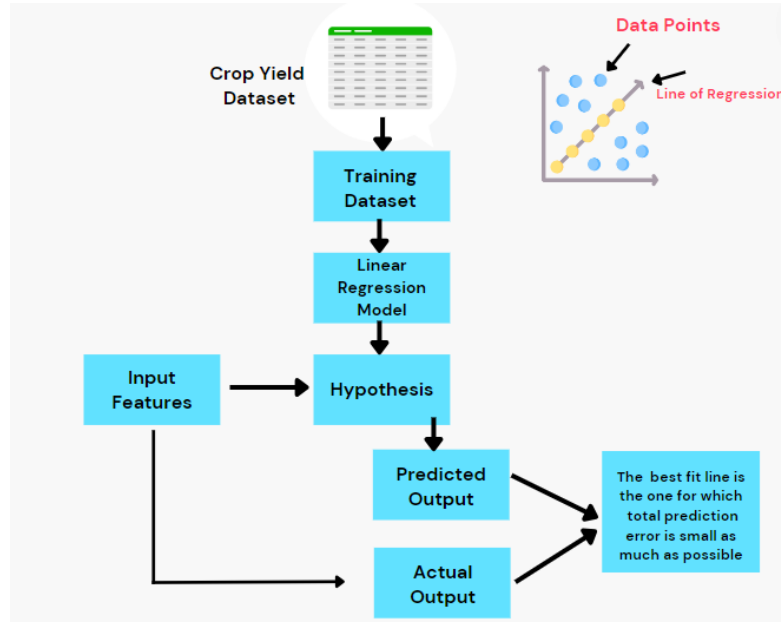 Data Points
Crop Yield
Dataset
Line of Regression
Training
Dataset
Linear
Regression
Model
Input
Features
Hypothesis
Predicted
Output
The best fit line is
the one for which
total prediction
error is small as
much as possible
Actual
Output